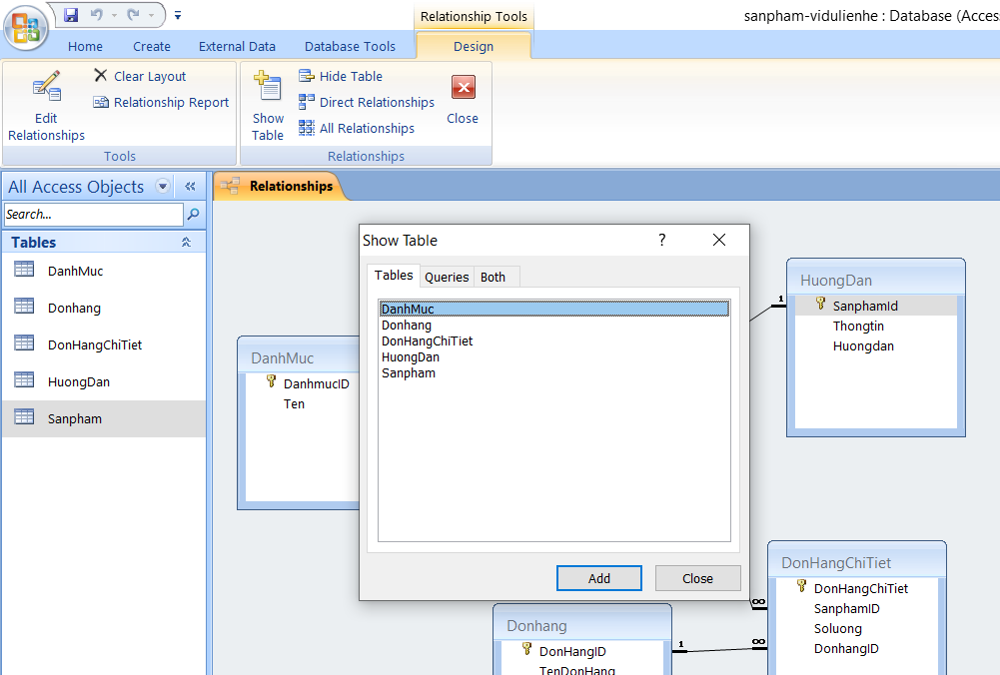 Relationship Tools
sanpham-vidulienhe : Database (Acces
Home Create External Data Database Tools Design
Edit Relationships
Clear Layout
Relationship Report
Tools
Show Table
Hide Table
Direct Relationships
All Relationships
Close
Relationships
All Access Objects
Search...
Tables
DanhMuc
Donhang
DonHangChiTiet
HuongDan
Sanpham
Relationships
Show Table
?
Tables Queries Both
DanhMuc
Donhang
DonHangChiTiet
HuongDan
Sanpham
Add Close
DanhMuc
DanhmucID
Ten
1
HuongDan
SanphamId
Thongtin
Huongdan
Donhang
DonHangID
TenDonHang
1
∞
∞
DonHangChiTiet
DonHangChiTiet
SanphamID
Soluong
DonhangID